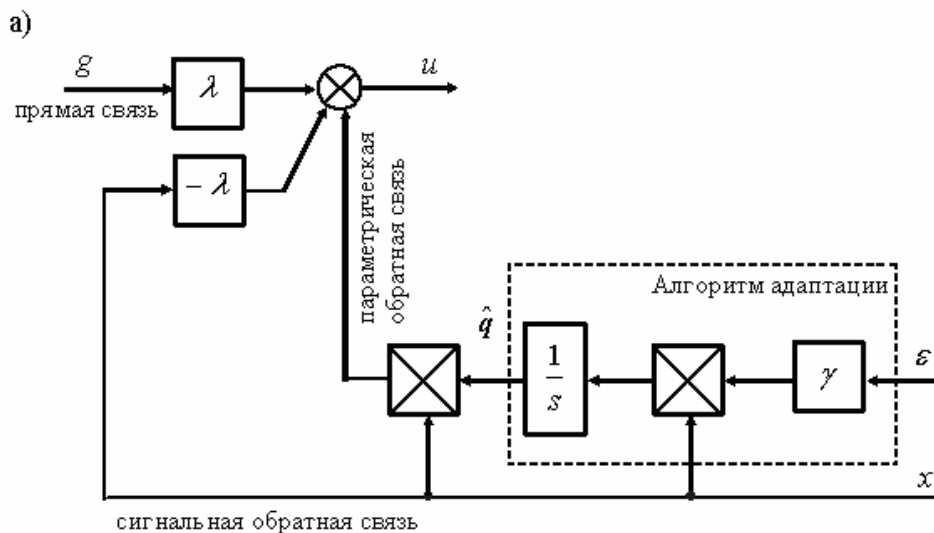 а)
g
λ
u
прямая связь
− λ
параметрическая
обратная связь
Алгоритм адаптации
q̂
1
s
γ
ε
x
сигнальная обратная связь